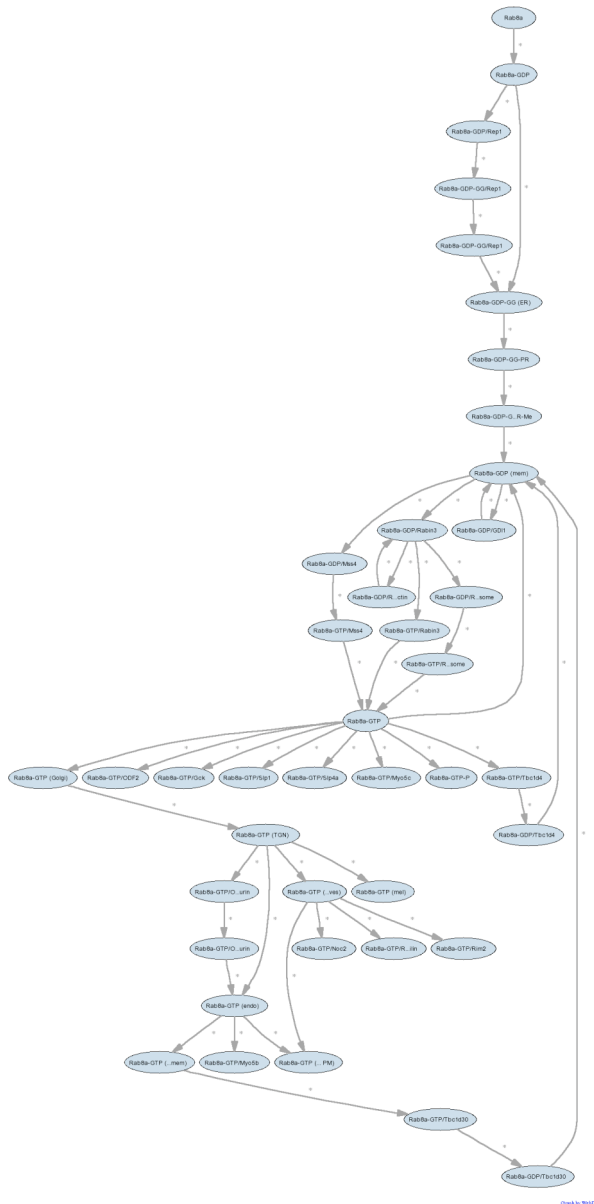 Rab8a
Rab8a-GDP
Rab8a-GDP/Rep1
Rab8a-GDP-GG/Rep1
Rab8a-GDP-GG/Rep1
Rab8a-GDP-GG (ER)
Rab8a-GDP-GG-PR
Rab8a-GDP-G...R-Me
Rab8a-GDP (mem)
Rab8a-GDP/Rabin3
Rab8a-GDP/GDI1
Rab8a-GDP/Mss4
Rab8a-GDP/R...ctin
Rab8a-GDP/R...some
Rab8a-GTP/Mss4
Rab8a-GTP/Rabin3
Rab8a-GTP/R...some
Rab8a-GTP
Rab8a-GTP (Golgi)
Rab8a-GTP/ODF2
Rab8a-GTP/Gck
Rab8a-GTP/Slp1
Rab8a-GTP/Slp4a
Rab8a-GTP/Myo5c
Rab8a-GTP-P
Rab8a-GTP/Tbc1d4
Rab8a-GDP/Tbc1d4
Rab8a-GTP (TGN)
Rab8a-GTP/O...urin
Rab8a-GTP (...ves)
Rab8a-GTP (mel)
Rab8a-GTP/O...urin
Rab8a-GTP/Noc2
Rab8a-GTP/R...ilin
Rab8a-GTP/Rim2
Rab8a-GTP (endo)
Rab8a-GTP (...mem)
Rab8a-GTP/Myo5b
Rab8a-GTP (... PM)
Rab8a-GTP/Tbc1d30
Rab8a-GDP/Tbc1d30